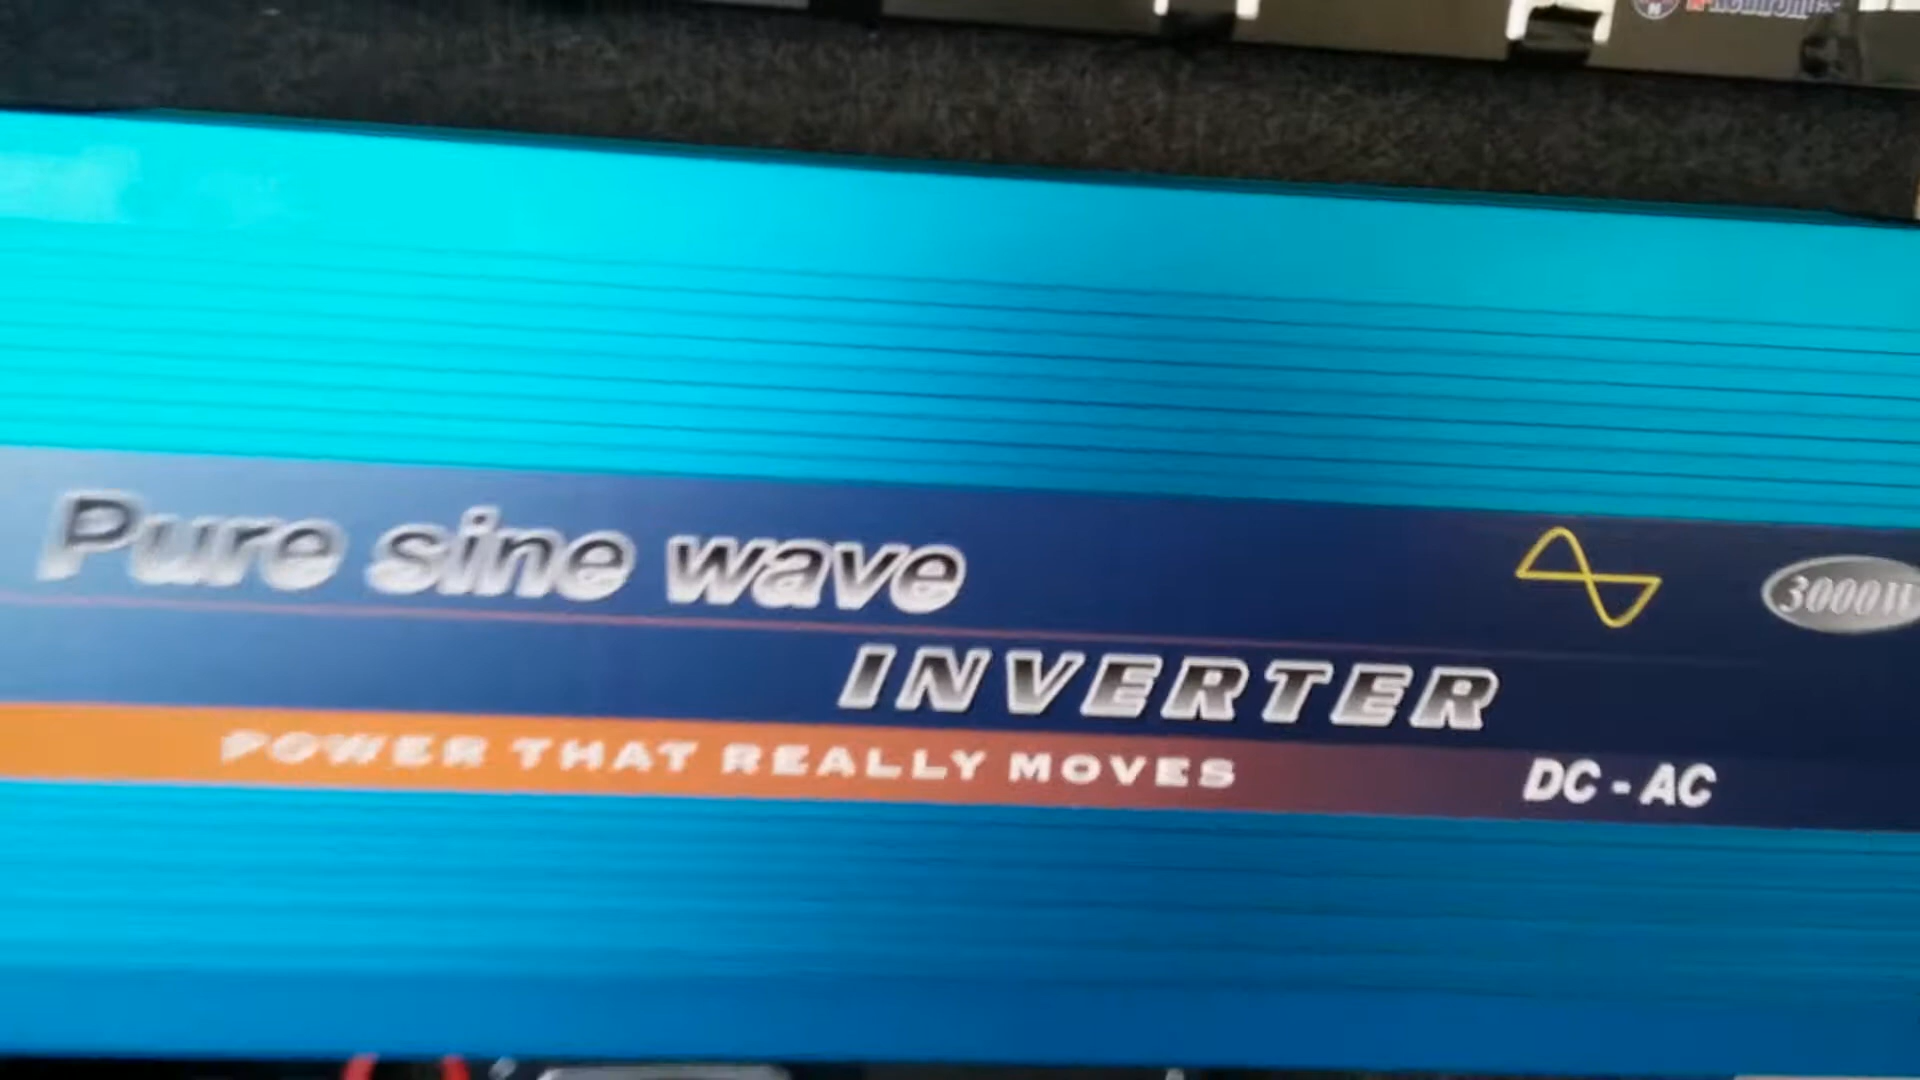 Pure sine wave
3000W
INVERTER
POWER THAT REALLY MOVES
DC - AC